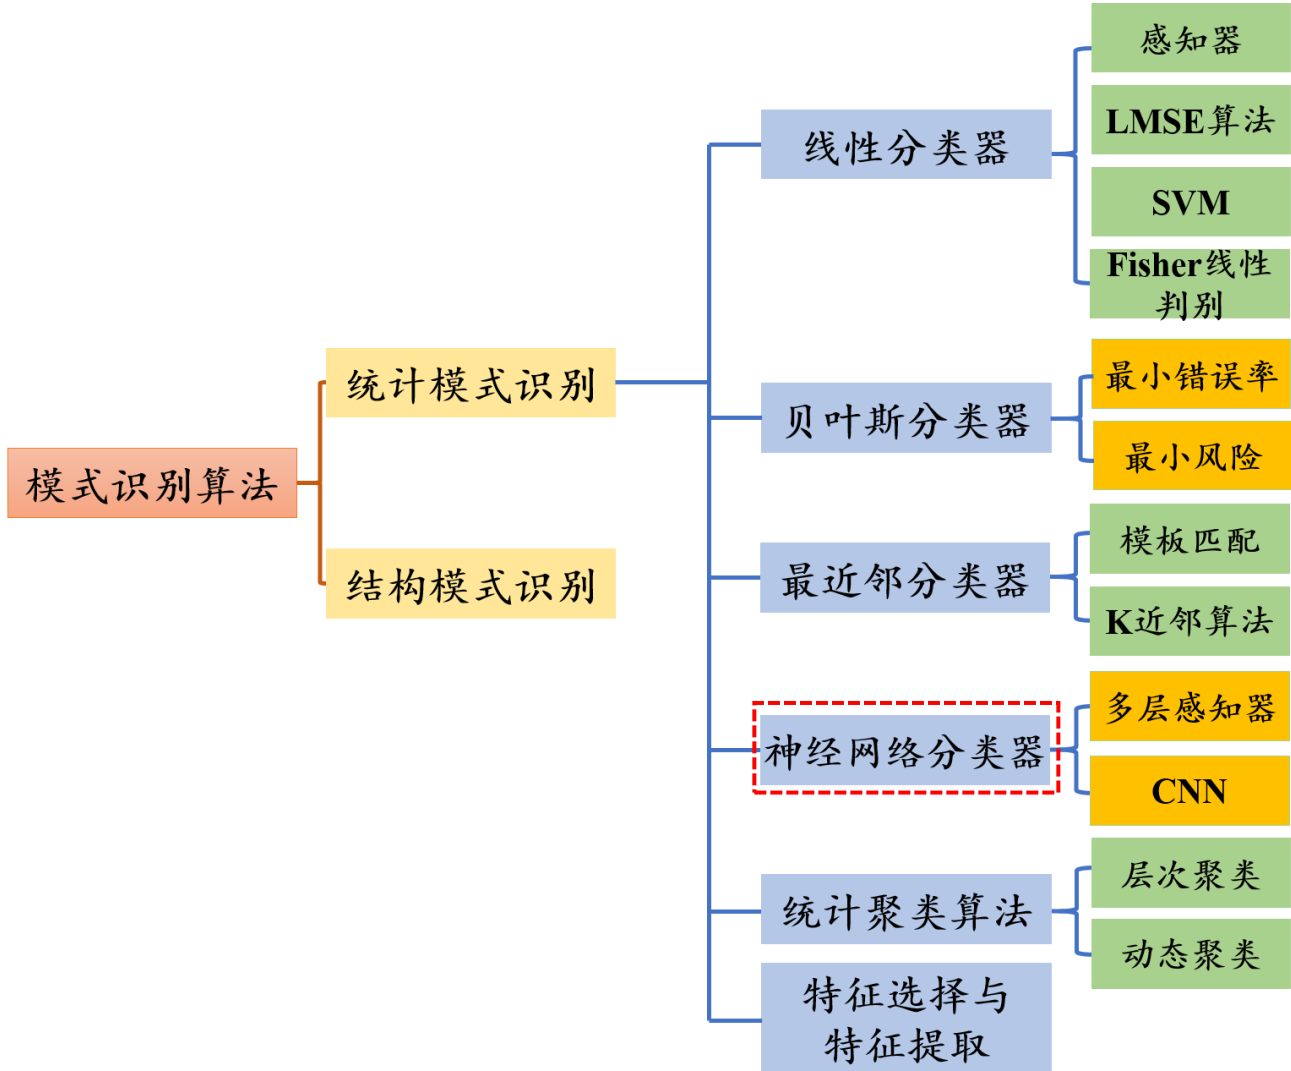 模式识别算法
统计模式识别
结构模式识别
线性分类器
感知器
LMSE算法
SVM
Fisher线性
判别
贝叶斯分类器
最小错误率
最小风险
最近邻分类器
模板匹配
K近邻算法
神经网络分类器
多层感知器
CNN
统计聚类算法
层次聚类
动态聚类
特征选择与
特征提取